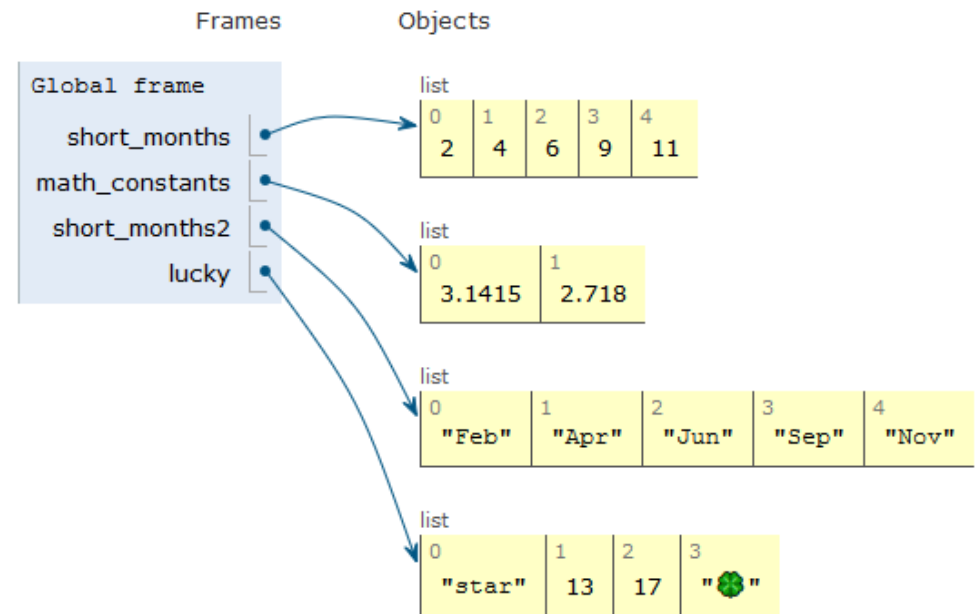 Frames Objects
Global frame
short_months
math_constants
short_months2
lucky
list
0 1 2 3 4
2 4 6 9 11
list
0 1
3.1415 2.718
list
0 1 2 3 4
"Feb" "Apr" "Jun" "Sep" "Nov"
list
0 1 2 3
"star" 13 17 "🍀"